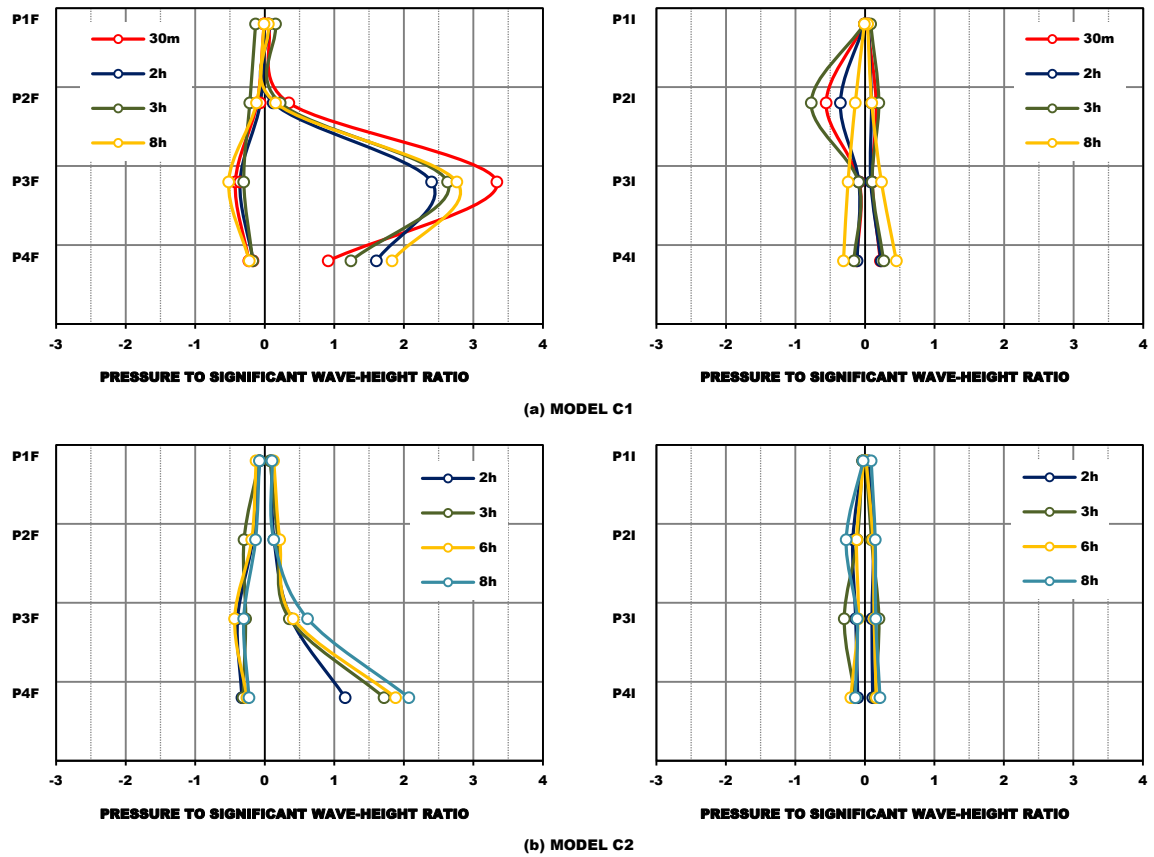 P1F
P2F
P3F
P4F
30m
2h
3h
8h
-3 -2 -1 0 1 2 3 4
PRESSURE TO SIGNIFICANT WAVE-HEIGHT RATIO
P1I
P2I
P3I
P4I
30m
2h
3h
8h
-3 -2 -1 0 1 2 3 4
PRESSURE TO SIGNIFICANT WAVE-HEIGHT RATIO
(a) MODEL C1
P1F
P2F
P3F
P4F
2h
3h
6h
8h
-3 -2 -1 0 1 2 3 4
PRESSURE TO SIGNIFICANT WAVE-HEIGHT RATIO
P1I
P2I
P3I
P4I
2h
3h
6h
8h
-3 -2 -1 0 1 2 3 4
PRESSURE TO SIGNIFICANT WAVE-HEIGHT RATIO
(b) MODEL C2